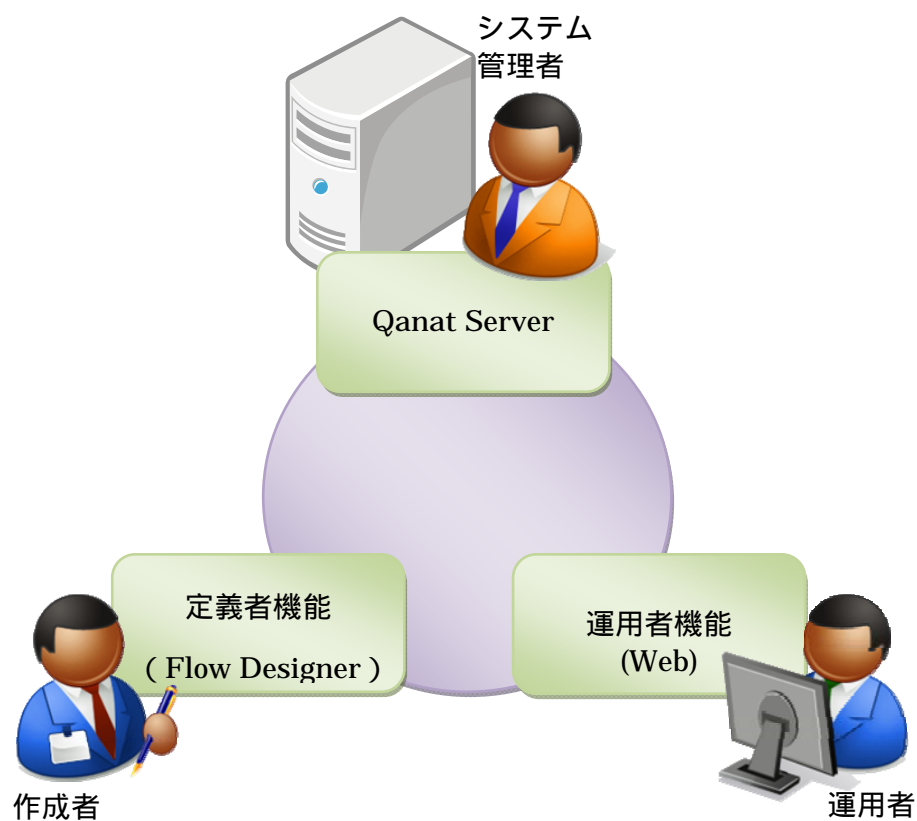 システム
管理者
Qanat Server
定義者機能
( Flow Designer )
運用者機能
(Web)
作成者
運用者